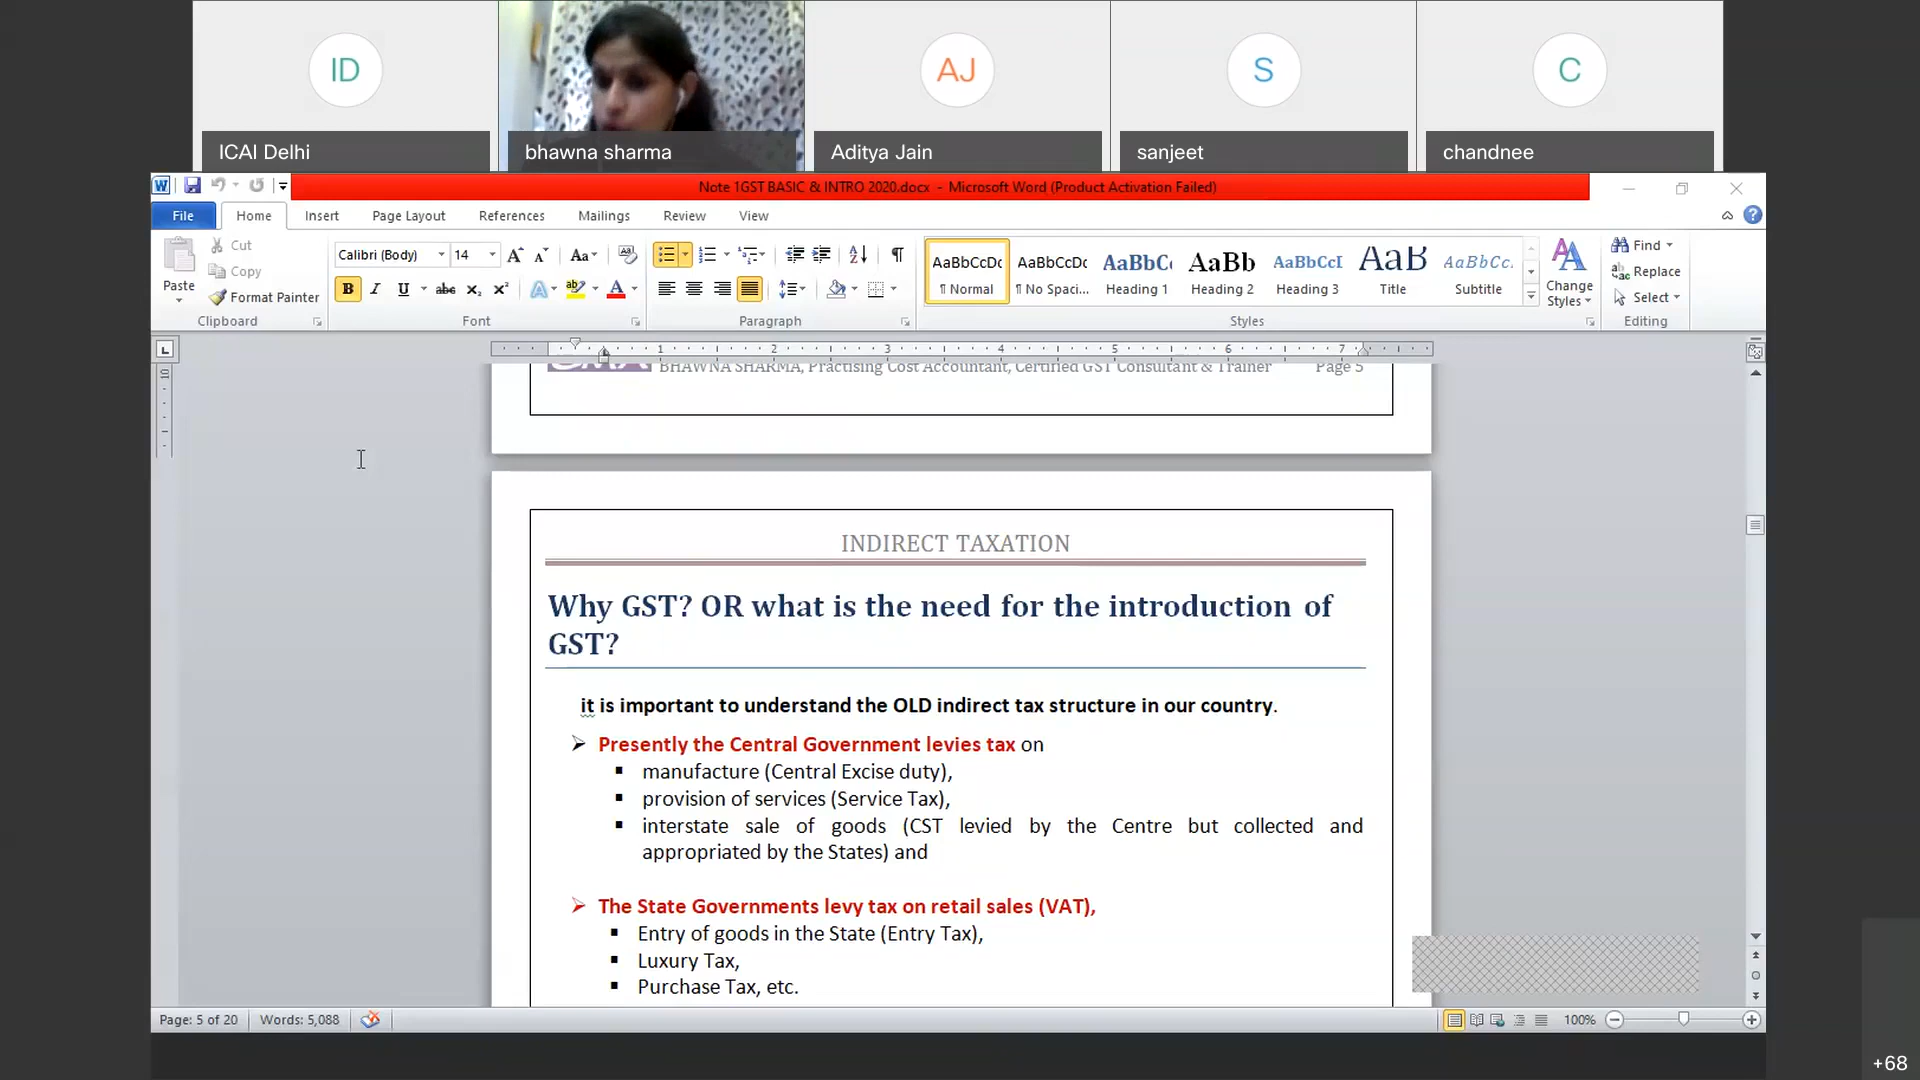 ID
AJ
S
C
ICAI Delhi
bhawna sharma
Aditya Jain
sanjeet
chandnee
Note 1GST BASIC & INTRO 2020.docx - Microsoft Word (Product Activation Failed)
File Home Insert Page Layout References Mailings Review View
Paste
Cut
Copy
Format Painter
Clipboard
Calibri (Body) 14
Font
Paragraph
AaBbCcDc AaBbCcDc AaBbC AaBb AaBbCcI AaB AaBbCc.
¶ Normal ¶ No Spaci... Heading 1 Heading 2 Heading 3 Title Subtitle
Styles
Change Styles
Find
Replace
Select
Editing
1 2 3 4 5 6 7
10
BHAWNA SHARMA, Practising Cost Accountant, Certified GST Consultant & Trainer Page 5
INDIRECT TAXATION
Why GST? OR what is the need for the introduction of
GST?
it is important to understand the OLD indirect tax structure in our country.
➢ Presently the Central Government levies tax on
▪ manufacture (Central Excise duty),
▪ provision of services (Service Tax),
▪ interstate sale of goods (CST levied by the Centre but collected and
appropriated by the States) and
➢ The State Governments levy tax on retail sales (VAT),
▪ Entry of goods in the State (Entry Tax),
▪ Luxury Tax,
▪ Purchase Tax, etc.
Page: 5 of 20 Words: 5,088 100%
+68